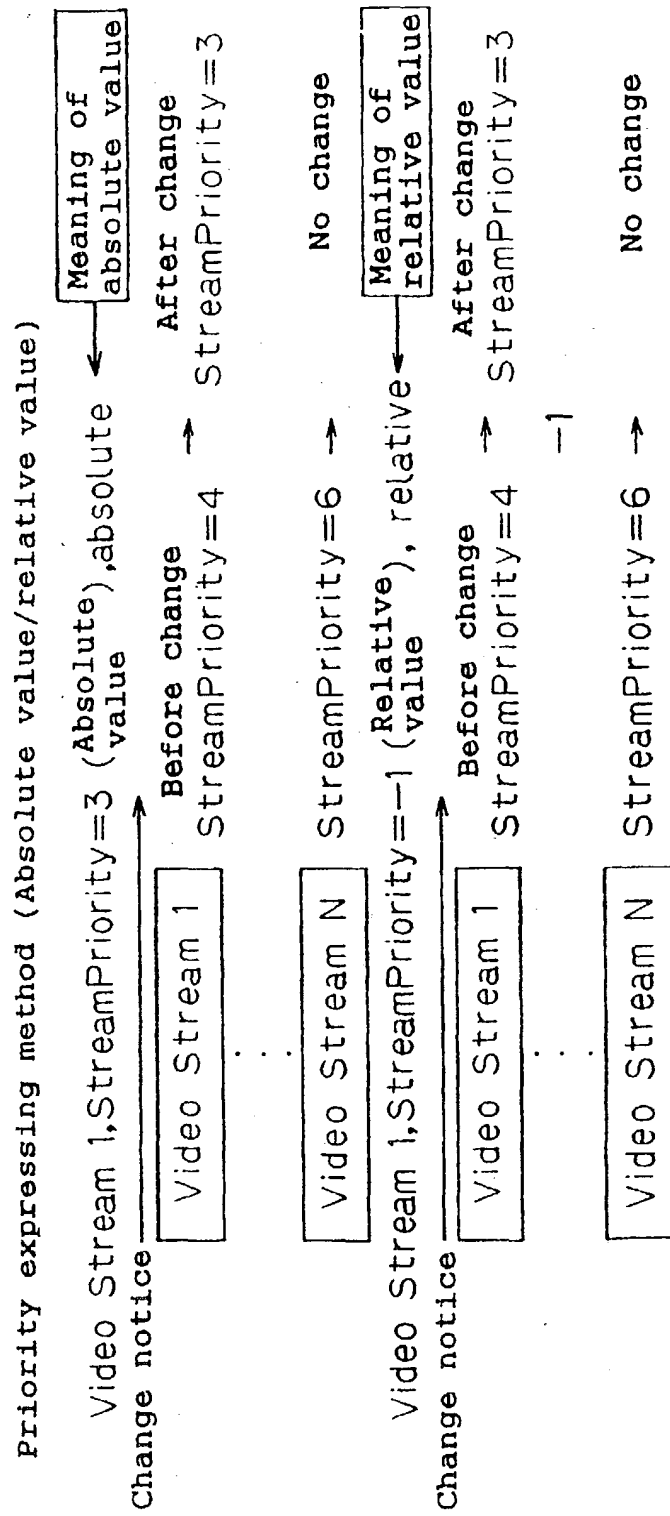 Priority expressing method (Absolute value/relative value)
Video Stream 1,StreamPriority=3 (Absolute value),absolute
Meaning of
absolute value
Change notice
Before change
After change
Video Stream 1
StreamPriority=4 → StreamPriority=3
...
Video Stream N
StreamPriority=6 → No change
Video Stream 1,StreamPriority=−1 (Relative value), relative
Meaning of
relative value
Change notice
Before change
After change
Video Stream 1
StreamPriority=4 → StreamPriority=3
−1
...
Video Stream N
StreamPriority=6 → No change